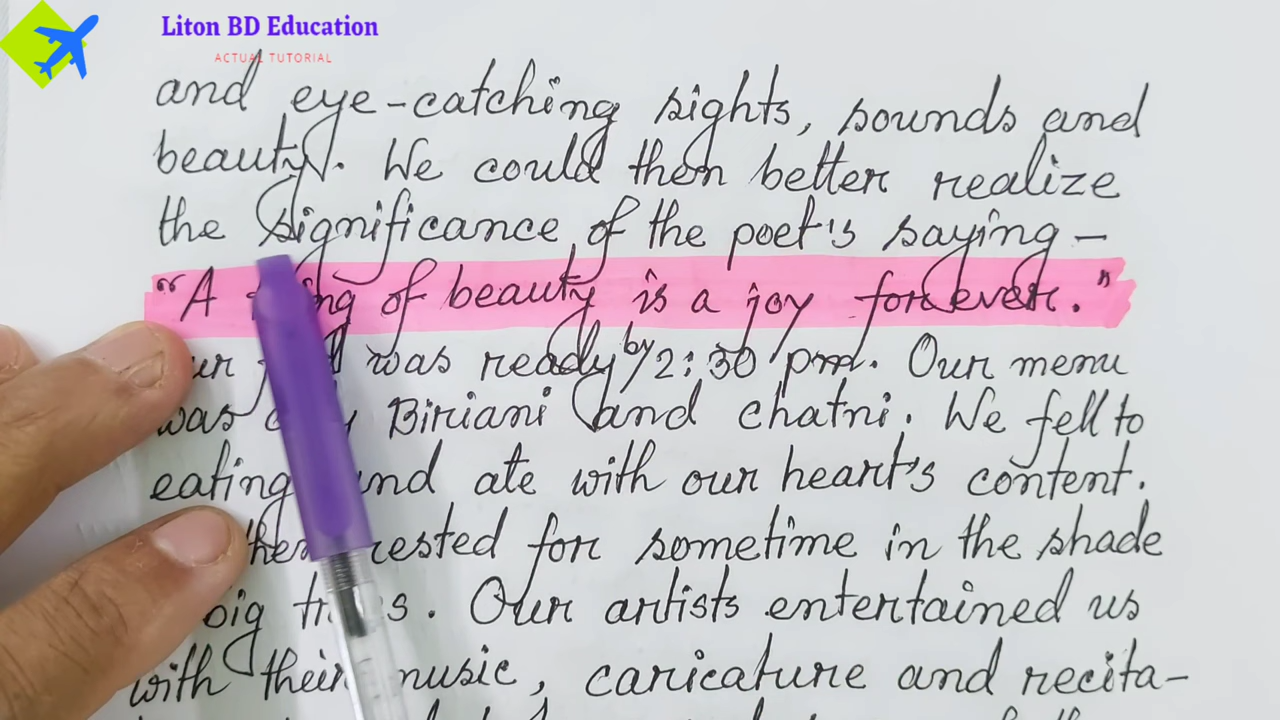 Liton BD Education
ACTUAL TUTORIAL
and eye-catching sights, sounds and
beauty. We could then better realize
the significance of the poet's saying –
"A of beauty is a joy forever."
was ready by 2:30 pm. Our menu
was Biriani and chatni. We fell to
eating and ate with our heart's content.
then rested for sometime in the shade
big . Our artists entertained us
with their music, caricature and recita-